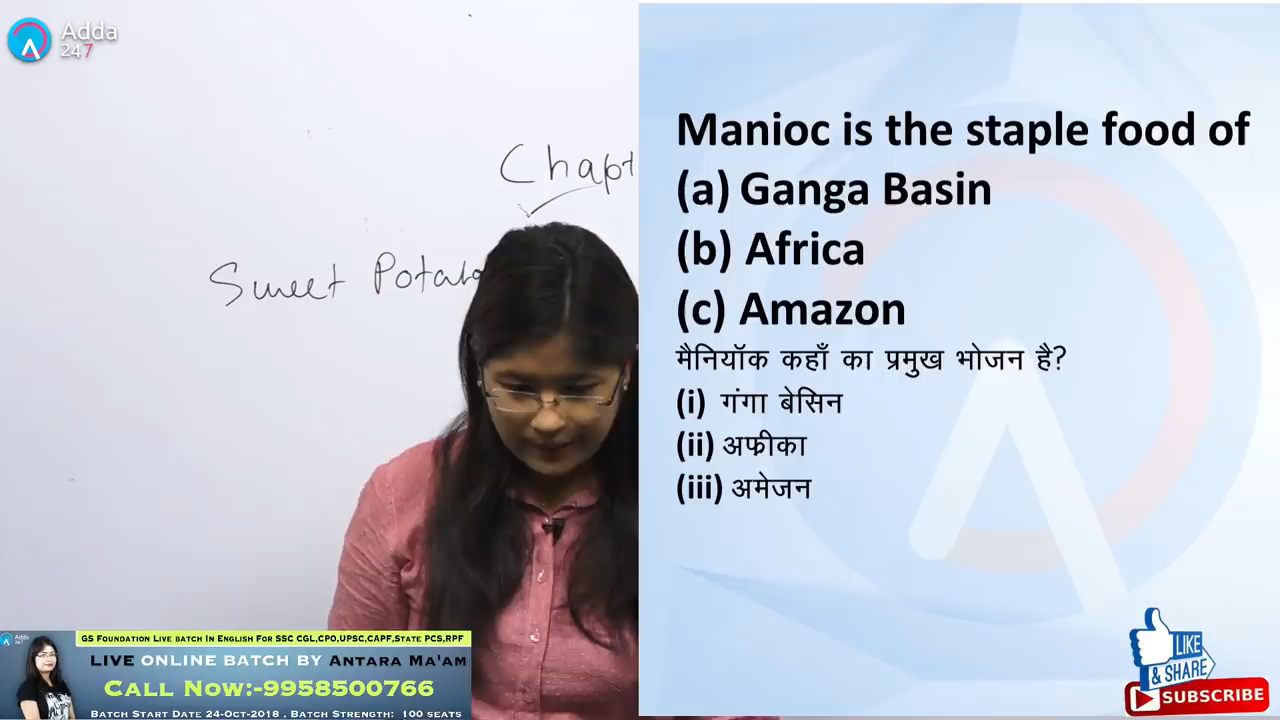 Adda
247
Chapt
Sweet Potato
Manioc is the staple food of
(a) Ganga Basin
(b) Africa
(c) Amazon
मैनियॉक कहाँ का प्रमुख भोजन है?
(i) गंगा बेसिन
(ii) अफ्रीका
(iii) अमेजन
Adda
247
GS Foundation Live batch In English For SSC CGL,CPO,UPSC,CAPF,State PCS,RPF
LIVE ONLINE BATCH BY Antara Ma'am
Call Now:-9958500766
Batch Start Date 24-Oct-2018 , Batch Strength: 100 seats
LIKE
& SHARE
SUBSCRIBE